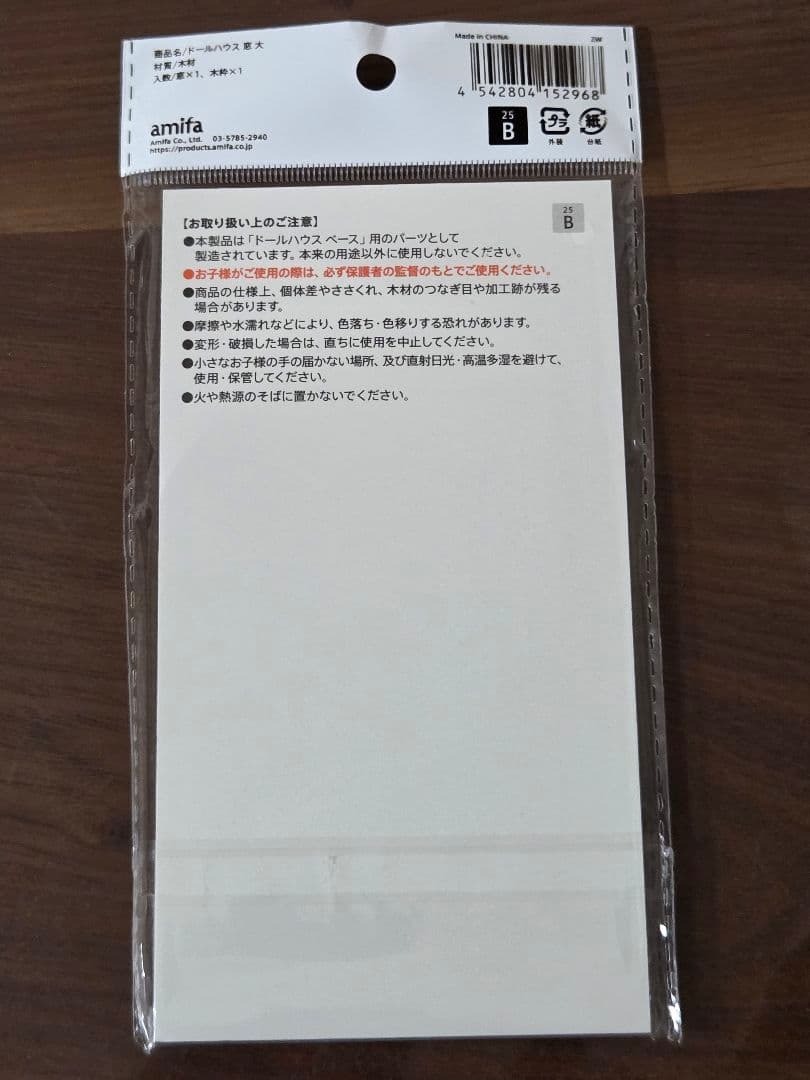 商品名/ドールハウス 窓 大
材質/木材
入数/窓×1、木枠×1
amifa
Amifa Co., Ltd. 03-5785-2940
https://products.amifa.co.jp
Made in CHINA
ZW
4 542804 152968
25
B
プラ
外装
紙
台紙
25
B
【お取り扱い上のご注意】
●本製品は「ドールハウス ベース」用のパーツとして
製造されています。本来の用途以外に使用しないでください。
●お子様がご使用の際は、必ず保護者の監督のもとでご使用ください。
●商品の仕様上、個体差やささくれ、木材のつなぎ目や加工跡が残る
場合があります。
●摩擦や水濡れなどにより、色落ち・色移りする恐れがあります。
●変形・破損した場合は、直ちに使用を中止してください。
●小さなお子様の手の届かない場所、及び直射日光・高温多湿を避けて、
使用・保管してください。
●火や熱源のそばに置かないでください。